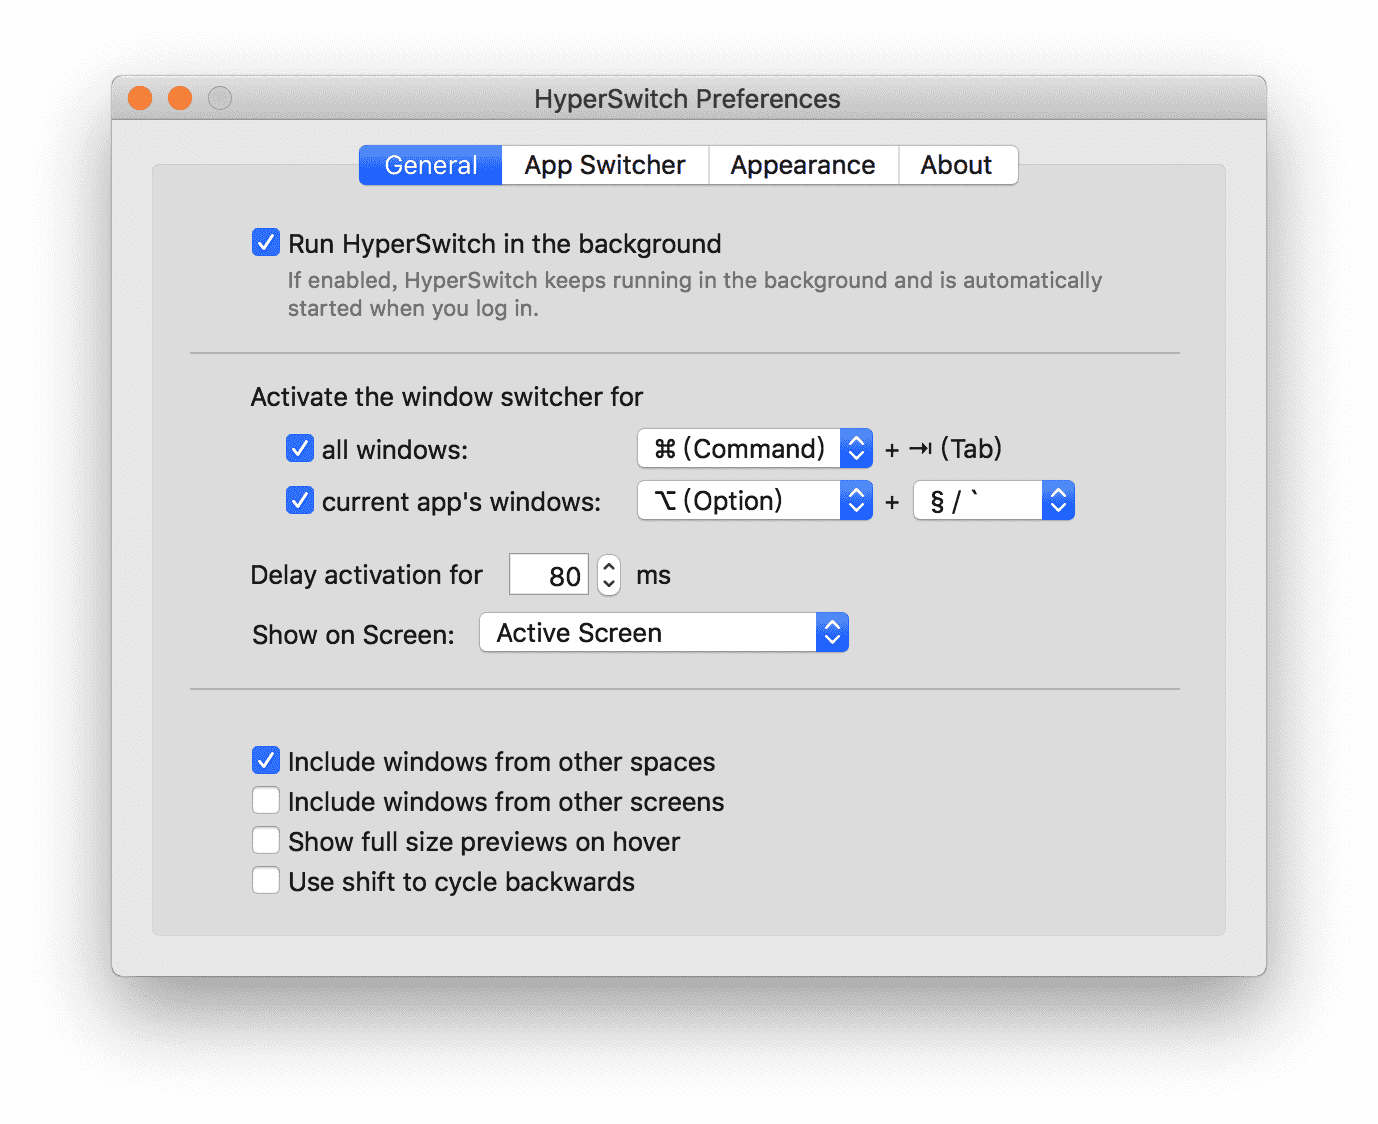 HyperSwitch Preferences
General App Switcher Appearance About
Run HyperSwitch in the background
If enabled, HyperSwitch keeps running in the background and is automatically
started when you log in.
Activate the window switcher for
all windows: ⌘ (Command) + ⇥ (Tab)
current app's windows: ⌥ (Option) + § / `
Delay activation for 80 ms
Show on Screen: Active Screen
Include windows from other spaces
Include windows from other screens
Show full size previews on hover
Use shift to cycle backwards